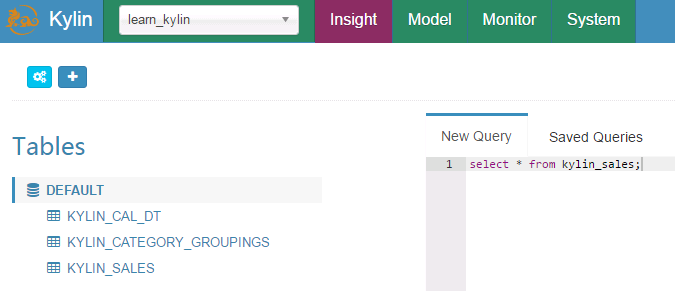 Kylin learn_kylin Insight Model Monitor System
Tables
New Query Saved Queries
1 select * from kylin_sales;
DEFAULT
KYLIN_CAL_DT
KYLIN_CATEGORY_GROUPINGS
KYLIN_SALES